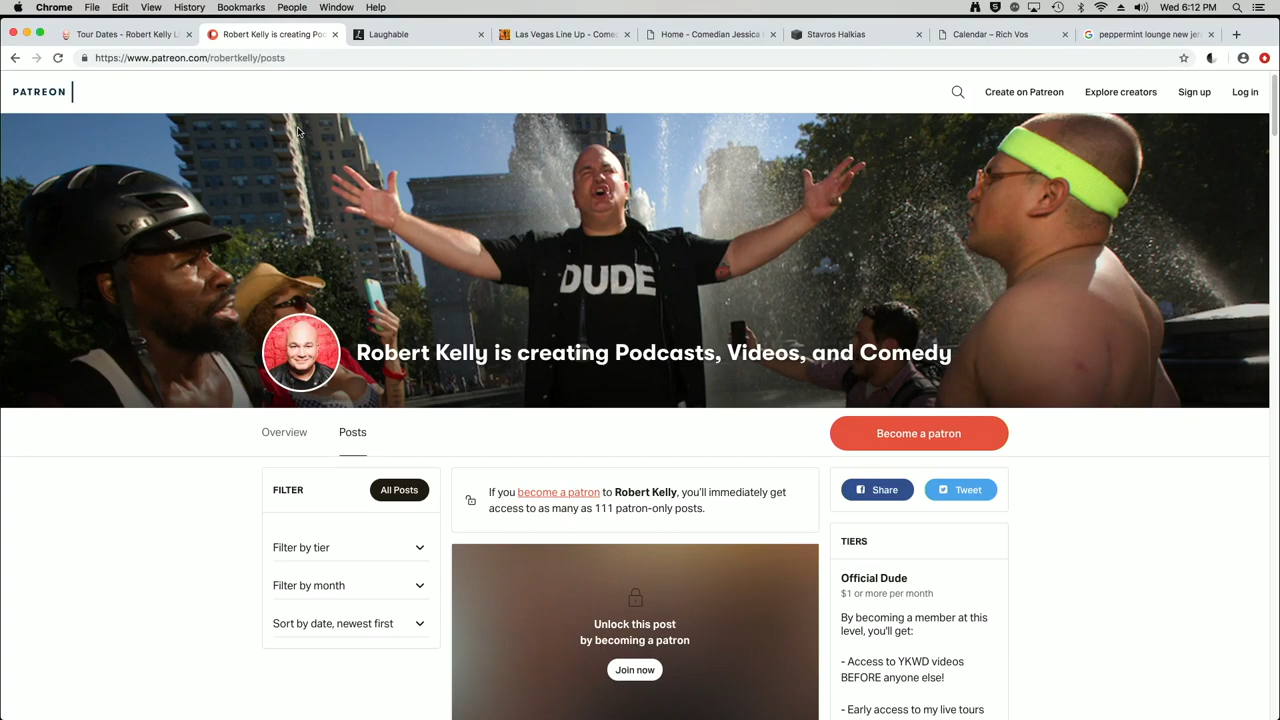 Chrome File Edit View History Bookmarks People Window Help Wed 6:12 PM
Tour Dates - Robert Kelly L
Robert Kelly is creating Po
Laughable
Las Vegas Line Up - Come
Home - Comedian Jessica
Stavros Halkias
Calendar – Rich Vos
peppermint lounge new jer
https://www.patreon.com/robertkelly/posts
PATREON
Create on Patreon Explore creators Sign up Log in
DUDE
Robert Kelly is creating Podcasts, Videos, and Comedy
Overview Posts
Become a patron
FILTER All Posts
Filter by tier
Filter by month
Sort by date, newest first
If you become a patron to Robert Kelly, you'll immediately get
access to as many as 111 patron-only posts.
Unlock this post
by becoming a patron
Join now
Share Tweet
TIERS
Official Dude
$1 or more per month
By becoming a member at this
level, you'll get:
- Access to YKWD videos
BEFORE anyone else!
- Early access to my live tours